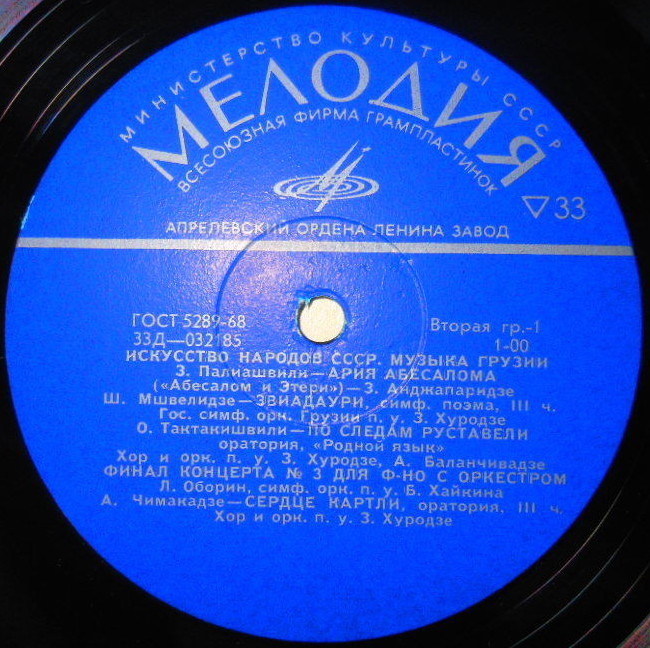 МИНИСТЕРСТВО КУЛЬТУРЫ СССР
МЕЛОДИЯ
ВСЕСОЮЗНАЯ ФИРМА ГРАМПЛАСТИНОК
▽33
АПРЕЛЕВСКИЙ ОРДЕНА ЛЕНИНА ЗАВОД
ГОСТ 5289-68
Вторая гр.-1
33Д—032185
1-00
ИСКУССТВО НАРОДОВ СССР. МУЗЫКА ГРУЗИИ
З. Палиашвили—АРИЯ АБЕСАЛОМА
(«Абесалом и Этери»)—З. Анджапаридзе
Ш. Мшвелидзе—ЗВИАДАУРИ, симф. поэма, III ч.
Гос. симф. орк. Грузии п. у. З. Хуродзе
О. Тактакишвили—ПО СЛЕДАМ РУСТАВЕЛИ
оратория, «Родной язык»
Хор и орк. п. у. З. Хуродзе, А. Баланчивадзе
ФИНАЛ КОНЦЕРТА № 3 ДЛЯ Ф-НО С ОРКЕСТРОМ
Л. Оборин, симф. орк. п. у. Б. Хайкина
А. Чимакадзе—СЕРДЦЕ КАРТЛИ, оратория, III ч.
Хор и орк. п. у. З. Хуродзе